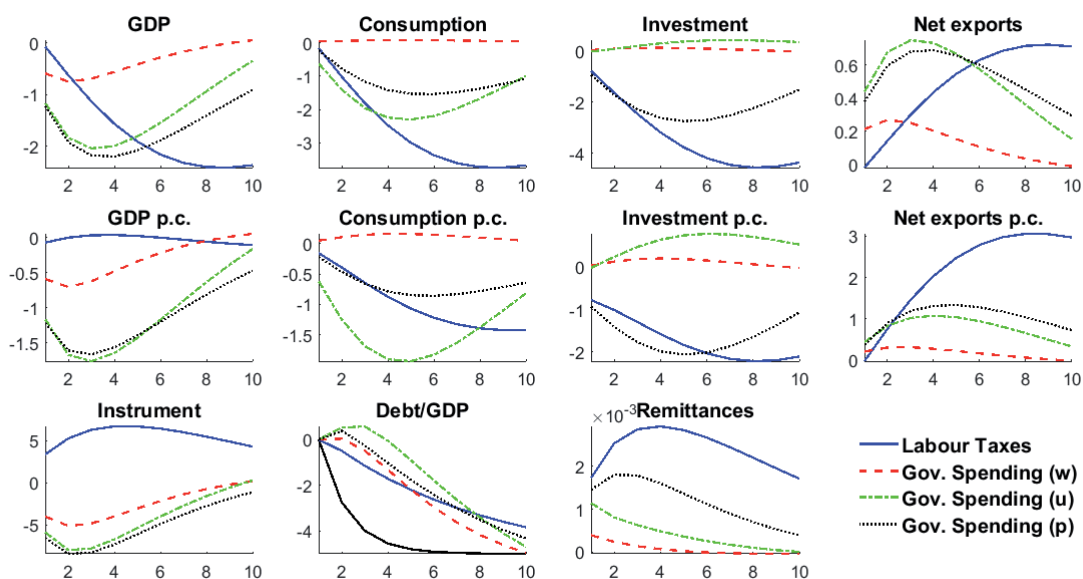 GDP
Consumption
Investment
Net exports
0
-1
-2
2 4 6 8 10
0
-1
-2
-3
2 4 6 8 10
0
-2
-4
2 4 6 8 10
0.6
0.4
0.2
0
2 4 6 8 10
GDP p.c.
Consumption p.c.
Investment p.c.
Net exports p.c.
0
-0.5
-1
-1.5
2 4 6 8 10
0
-0.5
-1
-1.5
2 4 6 8 10
0
-1
-2
2 4 6 8 10
3
2
1
0
2 4 6 8 10
Instrument
Debt/GDP
× 10-3 Remittances
5
0
-5
2 4 6 8 10
0
-2
-4
2 4 6 8 10
2
1
0
2 4 6 8 10
Labour Taxes
Gov. Spending (w)
Gov. Spending (u)
Gov. Spending (p)